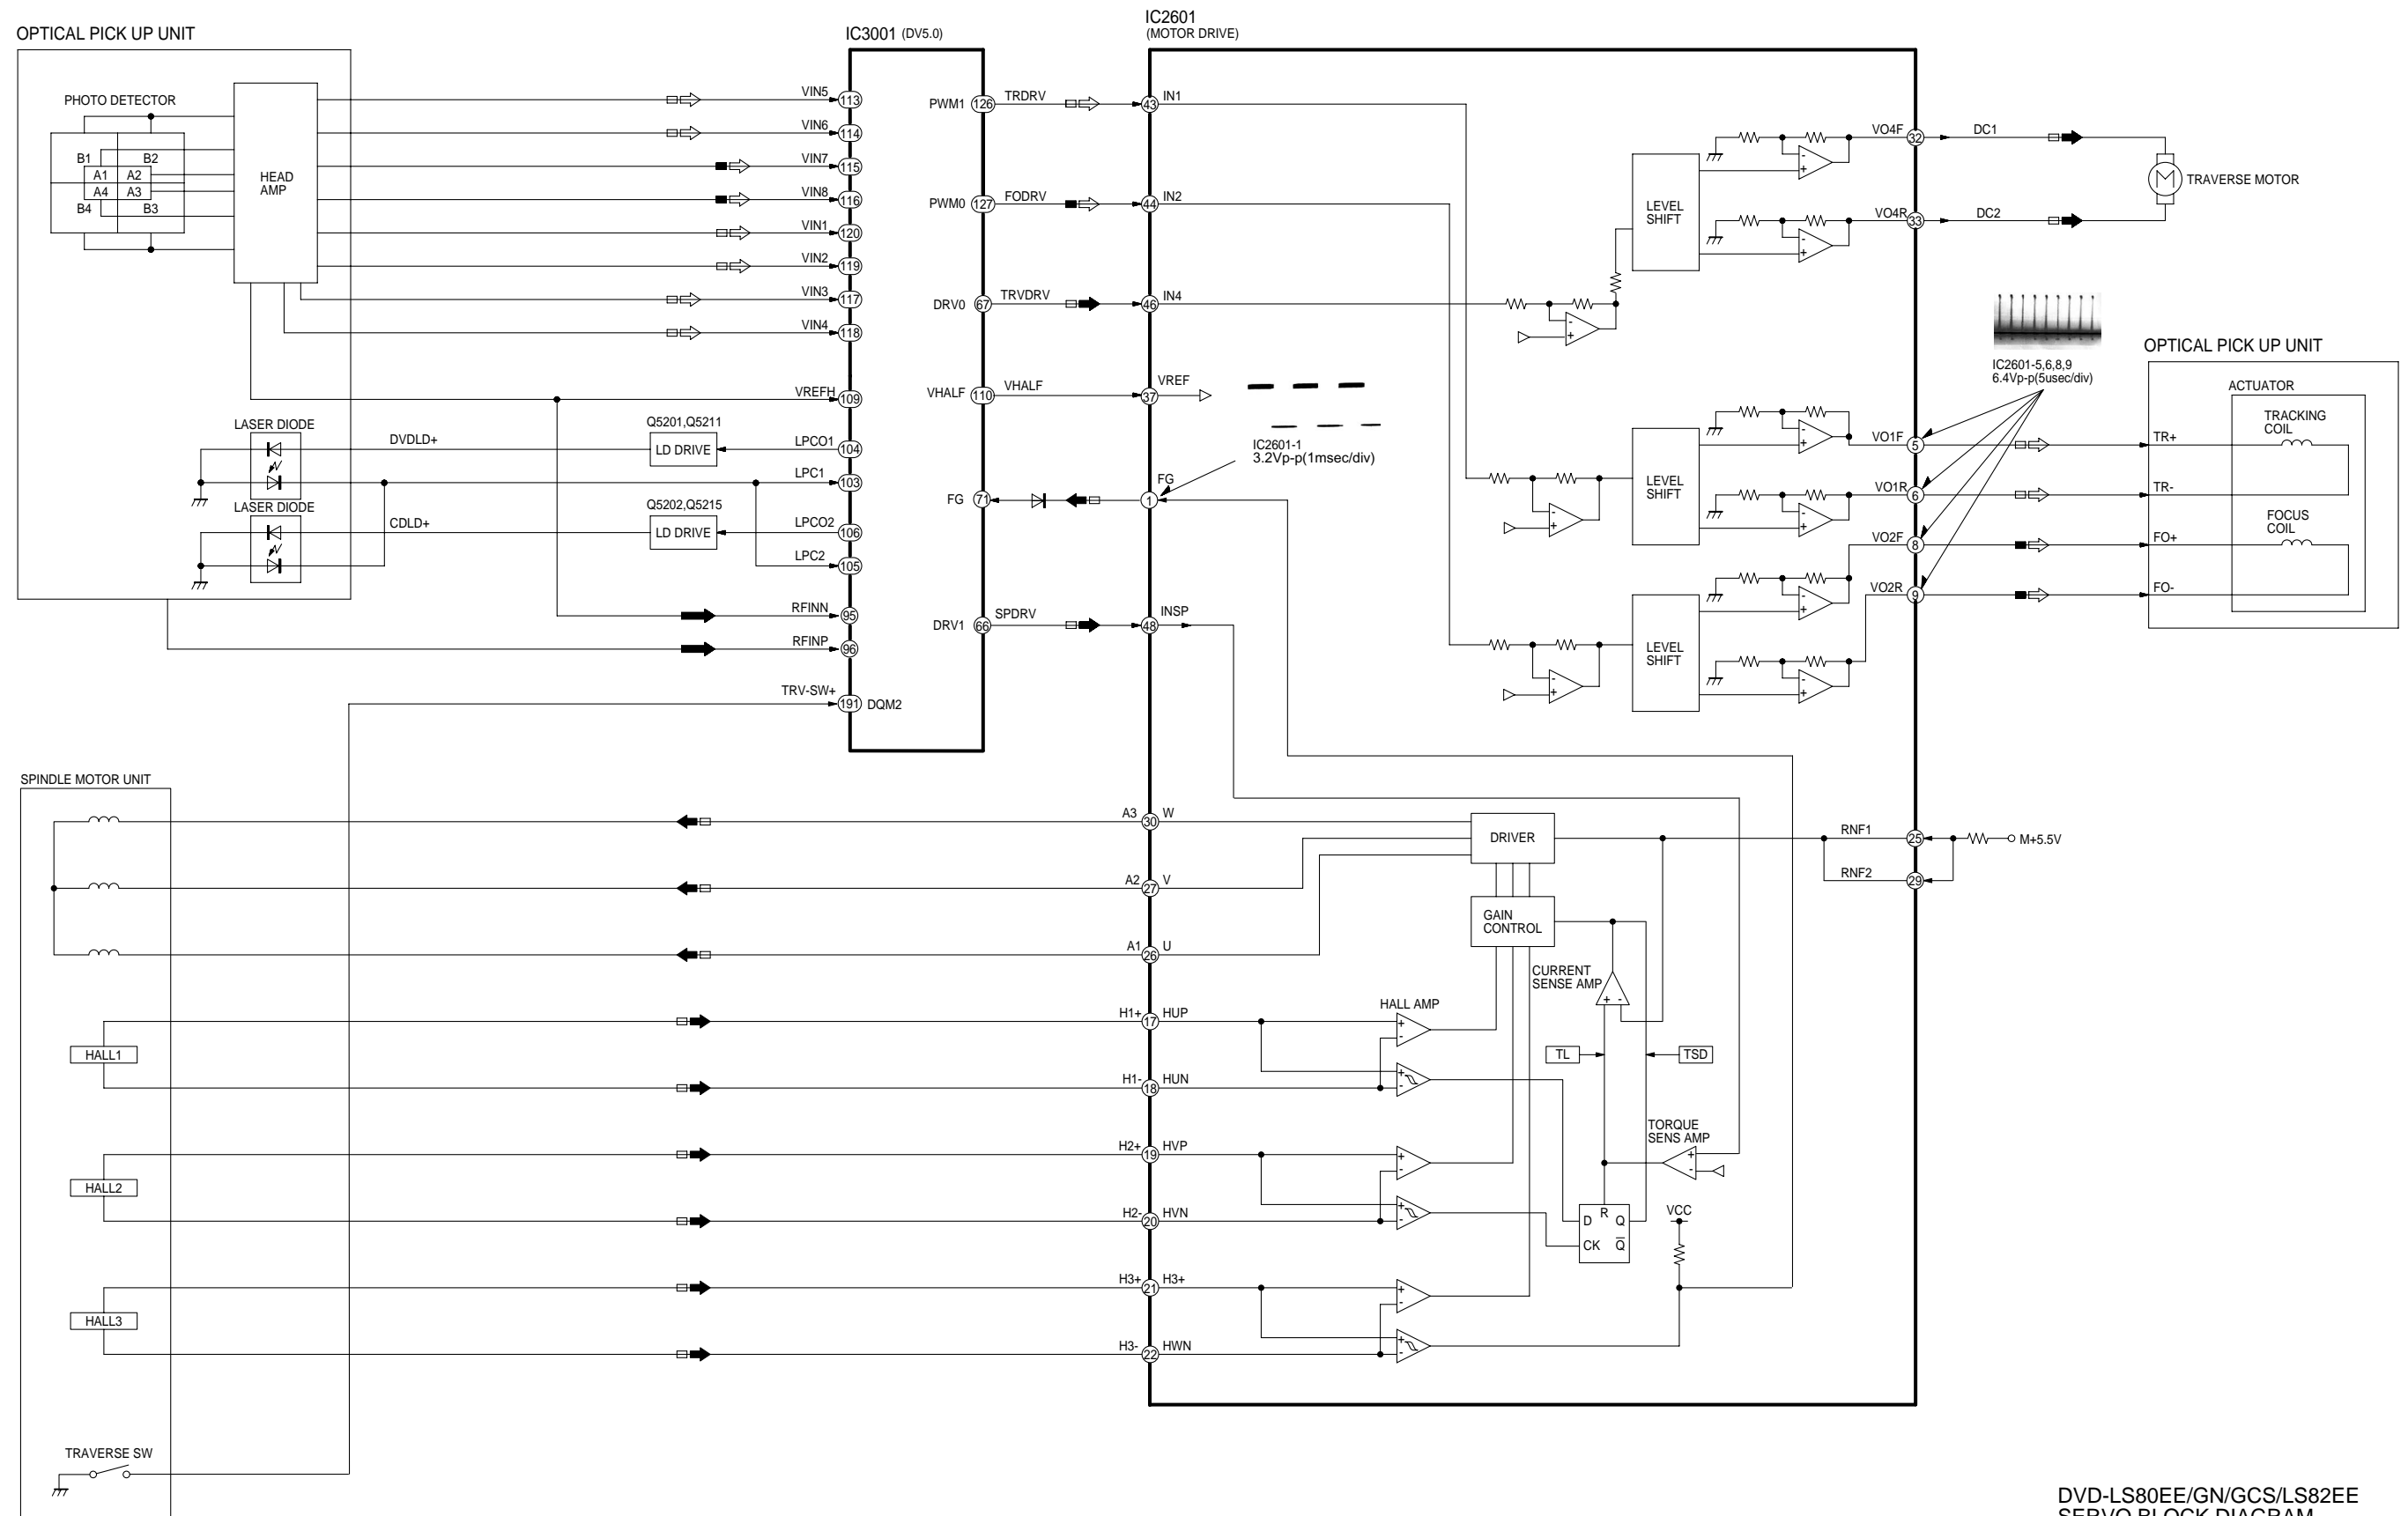 IC2601
(MOTOR DRIVE)
OPTICAL PICK UP UNIT
IC3001 (DV5.0)
PHOTO DETECTOR
B1 B2
A1 A2
A4 A3
B4 B3
HEAD
AMP
VIN5 113
VIN6 114
VIN7 115
VIN8 116
VIN1 120
VIN2 119
VIN3 117
VIN4 118
VREFH 109
LASER DIODE
DVDLD+
Q5201,Q5211
LD DRIVE
LPCO1 104
LPC1 103
LASER DIODE
CDLD+
Q5202,Q5215
LD DRIVE
LPCO2 106
LPC2 105
RFINN 95
RFINP 96
TRV-SW+
191 DQM2
PWM1 126 TRDRV 43 IN1
PWM0 127 FODRV 44 IN2
DRV0 67 TRVDRV 46 IN4
VHALF 110 VHALF 37 VREF
FG 71 1 FG
DRV1 66 SPDRV 48 INSP
IC2601-1
3.2Vp-p(1msec/div)
LEVEL
SHIFT
- +
- +
- +
VO4F 32 DC1
VO4R 33 DC2
M TRAVERSE MOTOR
IC2601-5,6,8,9
6.4Vp-p(5usec/div)
LEVEL
SHIFT
- +
- +
- +
VO1F 5
VO1R 6
LEVEL
SHIFT
- +
- +
- +
VO2F 8
VO2R 9
OPTICAL PICK UP UNIT
ACTUATOR
TRACKING
COIL
TR+
TR-
FOCUS
COIL
FO+
FO-
SPINDLE MOTOR UNIT
A3 30 W
A2 27 V
A1 26 U
DRIVER
GAIN
CONTROL
RNF1 25
RNF2 29
M+5.5V
CURRENT
SENSE AMP
+ -
HALL AMP
HALL1
H1+ 17 HUP
H1- 18 HUN
+ -
+ -
TL
TSD
TORQUE
SENS AMP
+ -
HALL2
H2+ 19 HVP
H2- 20 HVN
+ -
+ -
R
D Q
CK Q̅
VCC
HALL3
H3+ 21 H3+
H3- 22 HWN
+ -
+ -
TRAVERSE SW
DVD-LS80EE/GN/GCS/LS82EE
SERVO BLOCK DIAGRAM